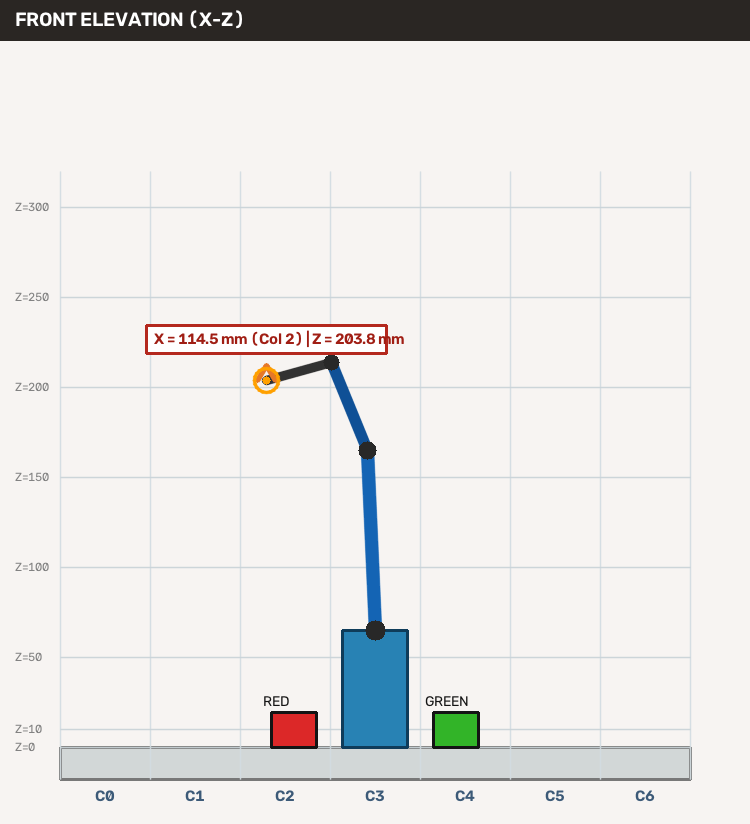 FRONT ELEVATION (X-Z)
Z=300
Z=250
X = 114.5 mm (Col 2) | Z = 203.8 mm
Z=200
Z=150
Z=100
Z=50
RED GREEN
Z=10
Z=0
C0 C1 C2 C3 C4 C5 C6